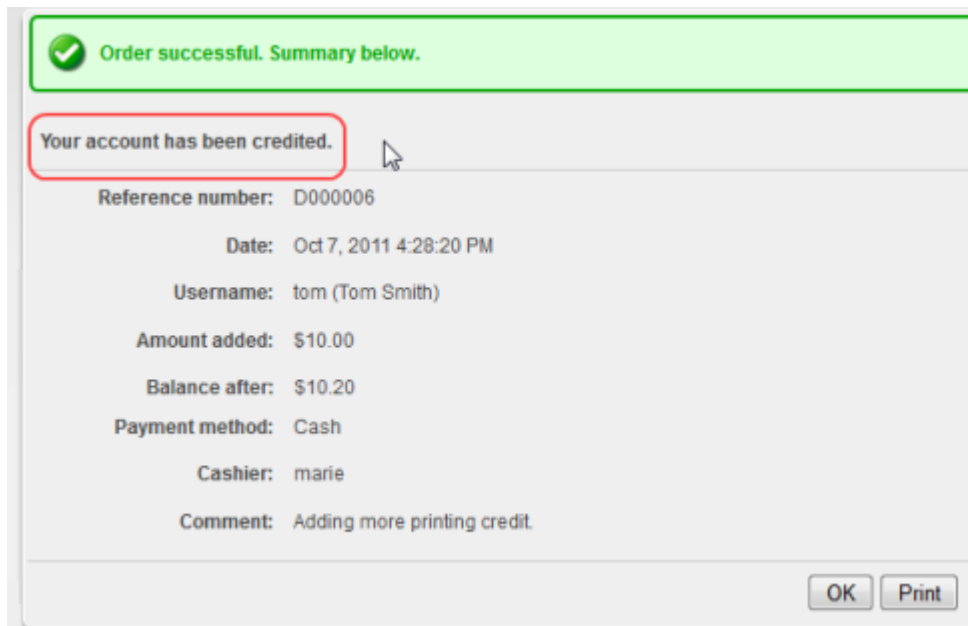 Order successful. Summary below.
Your account has been credited.
Reference number: D000006
Date: Oct 7, 2011 4:28:20 PM
Username: tom (Tom Smith)
Amount added: $10.00
Balance after: $10.20
Payment method: Cash
Cashier: marie
Comment: Adding more printing credit.
OK Print